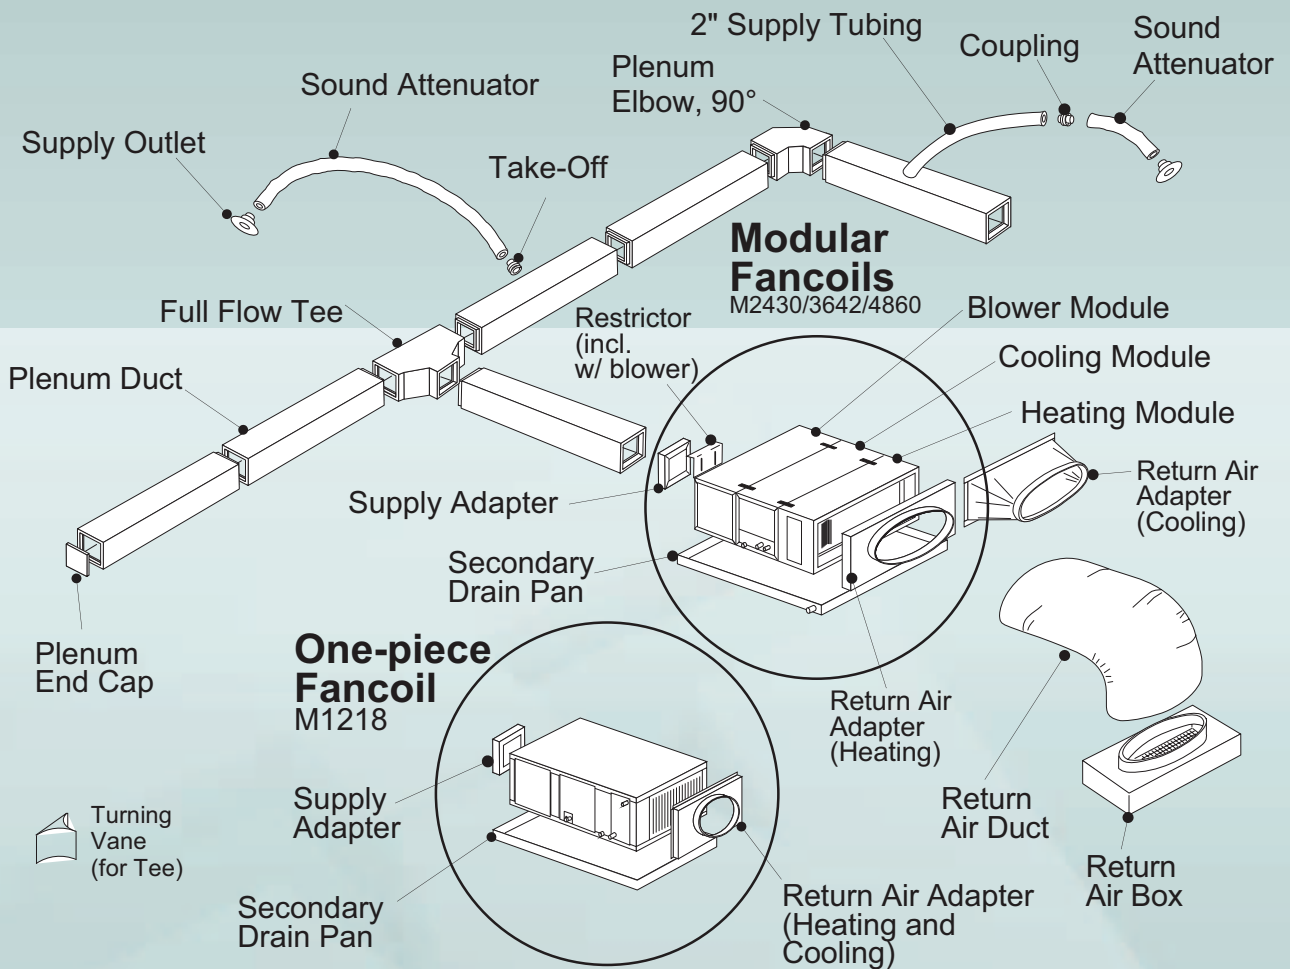 2" Supply Tubing
Coupling
Sound
Attenuator
Plenum
Elbow, 90°
Sound Attenuator
Supply Outlet
Take-Off
Modular
Fancoils
M2430/3642/4860
Full Flow Tee
Restrictor
(incl.
w/ blower)
Blower Module
Cooling Module
Heating Module
Plenum Duct
Return Air
Adapter
(Cooling)
Supply Adapter
Secondary
Drain Pan
Plenum
End Cap
One-piece
Fancoil
M1218
Return Air
Adapter
(Heating)
Supply
Adapter
Return
Air Duct
Turning
Vane
(for Tee)
Return
Air Box
Secondary
Drain Pan
Return Air Adapter
(Heating and
Cooling)